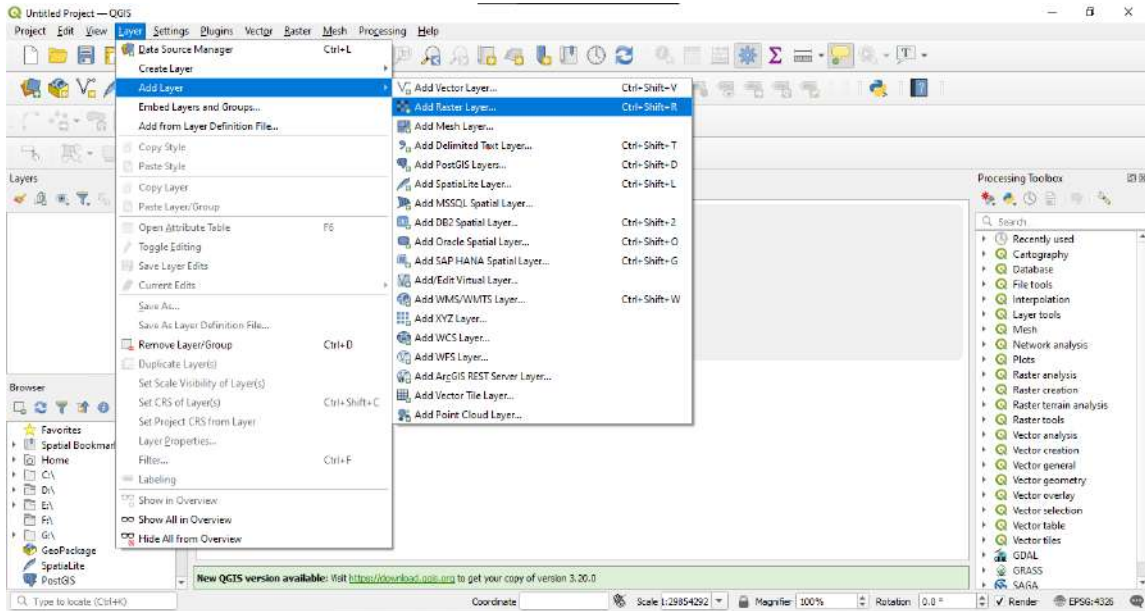 Untitled Project — QGIS
Project Edit View Layer Settings Plugins Vector Raster Mesh Processing Help
Data Source Manager Ctrl+L
Create Layer
Add Layer
Embed Layers and Groups...
Add from Layer Definition File...
Copy Style
Paste Style
Copy Layer
Paste Layer/Group
Open Attribute Table F6
Toggle Editing
Save Layer Edits
Current Edits
Save As...
Save As Layer Definition File...
Remove Layer/Group Ctrl+D
Duplicate Layer(s)
Set Scale Visibility of Layer(s)
Set CRS of Layer(s) Ctrl+Shift+C
Set Project CRS from Layer
Layer Properties...
Filter... Ctrl+F
Labeling
Show in Overview
Show All in Overview
Hide All from Overview
Add Vector Layer... Ctrl+Shift+V
Add Raster Layer... Ctrl+Shift+R
Add Mesh Layer...
Add Delimited Text Layer... Ctrl+Shift+T
Add PostGIS Layers... Ctrl+Shift+D
Add SpatiaLite Layer... Ctrl+Shift+L
Add MSSQL Spatial Layer...
Add DB2 Spatial Layer... Ctrl+Shift+2
Add Oracle Spatial Layer... Ctrl+Shift+O
Add SAP HANA Spatial Layer... Ctrl+Shift+G
Add/Edit Virtual Layer...
Add WMS/WMTS Layer... Ctrl+Shift+W
Add XYZ Layer...
Add WCS Layer...
Add WFS Layer...
Add ArcGIS REST Server Layer...
Add Vector Tile Layer...
Add Point Cloud Layer...
Layers
Browser
Favorites
Spatial Bookmar
Home
C:\
D:\
E:\
F:\
G:\
GeoPackage
SpatiaLite
PostGIS
Processing Toolbox
Search...
Recently used
Cartography
Database
File tools
Interpolation
Layer tools
Mesh
Network analysis
Plots
Raster analysis
Raster creation
Raster terrain analysis
Raster tools
Vector analysis
Vector creation
Vector general
Vector geometry
Vector overlay
Vector selection
Vector table
Vector tiles
GDAL
GRASS
SAGA
New QGIS version available: Visit https://download.qgis.org to get your copy of version 3.20.0
Type to locate (Ctrl+K) Coordinate Scale 1:29854292 Magnifier 100% Rotation 0.0 ° Render EPSG:4326